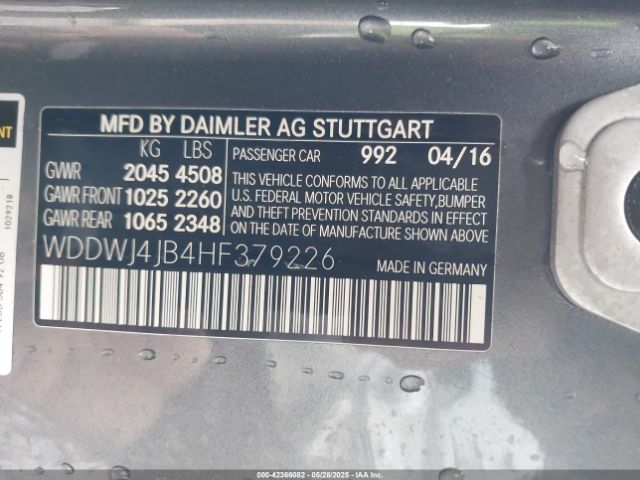 MFD BY DAIMLER AG STUTTGART
KG LBS
GVWR 2045 4508
GAWR FRONT 1025 2260
GAWR REAR 1065 2348
PASSENGER CAR 992 04/16
THIS VEHICLE CONFORMS TO ALL APPLICABLE
U.S. FEDERAL MOTOR VEHICLE SAFETY,BUMPER,
AND THEFT PREVENTION STANDARDS IN EFFECT
ON THE DATE OF MANUFACTURE SHOWN ABOVE.
WDDWJ4JB4HF379226
MADE IN GERMANY
1029218
000-42366082 - 05/28/2025 - IAAI, Inc.